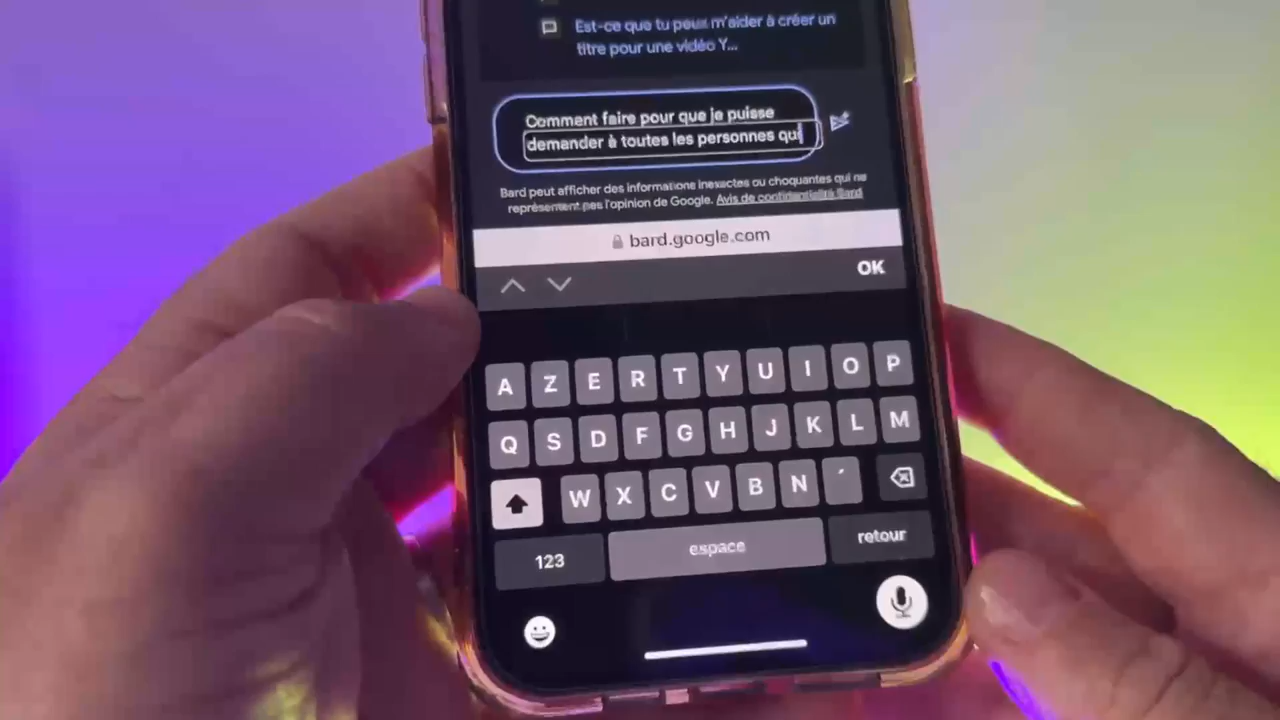 Est-ce que tu peux m'aider à créer un
titre pour une vidéo Y...
Comment faire pour que je puisse
demander à toutes les personnes qui
Bard peut afficher des informations inexactes ou choquantes qui ne
représentent pas l'opinion de Google. Avis de confidentialité Bard
bard.google.com
OK
A Z E R T Y U I O P
Q S D F G H J K L M
W X C V B N ´
123 espace retour